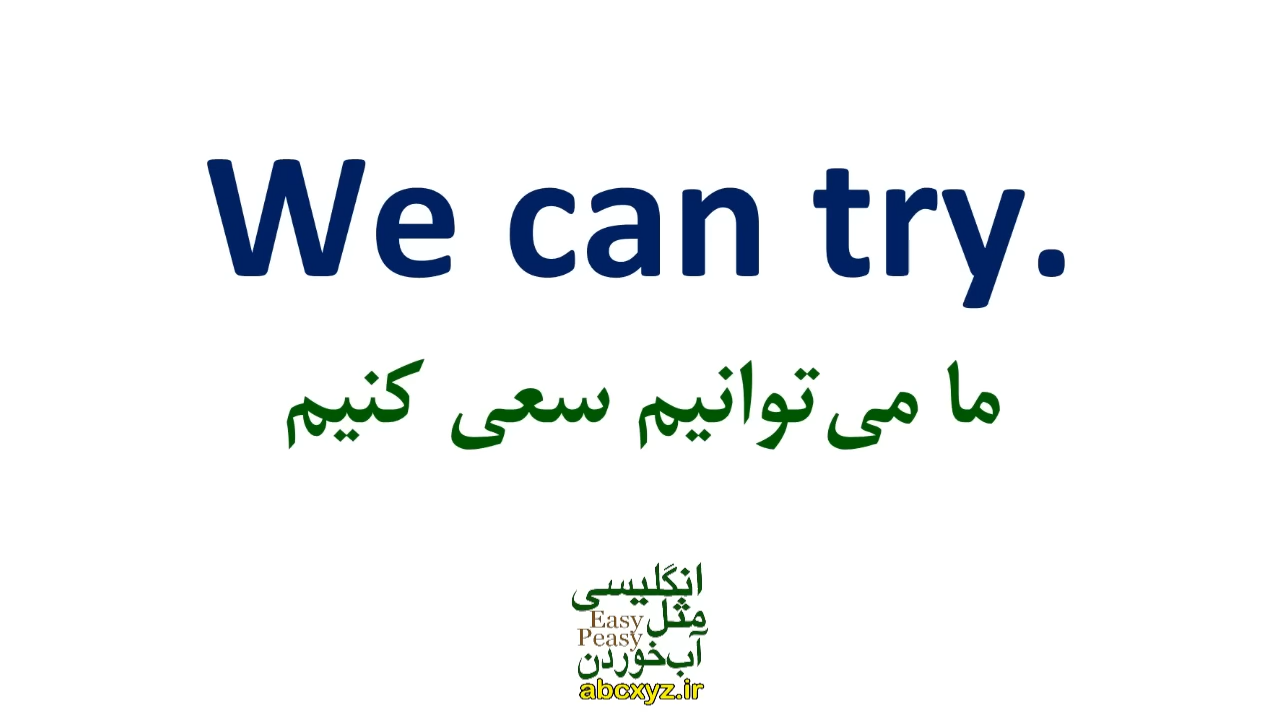 We can try.
ما می‌توانیم سعی کنیم
انگلیسی
مثل
Easy
Peasy
آب‌خوردن
abcxyz.ir